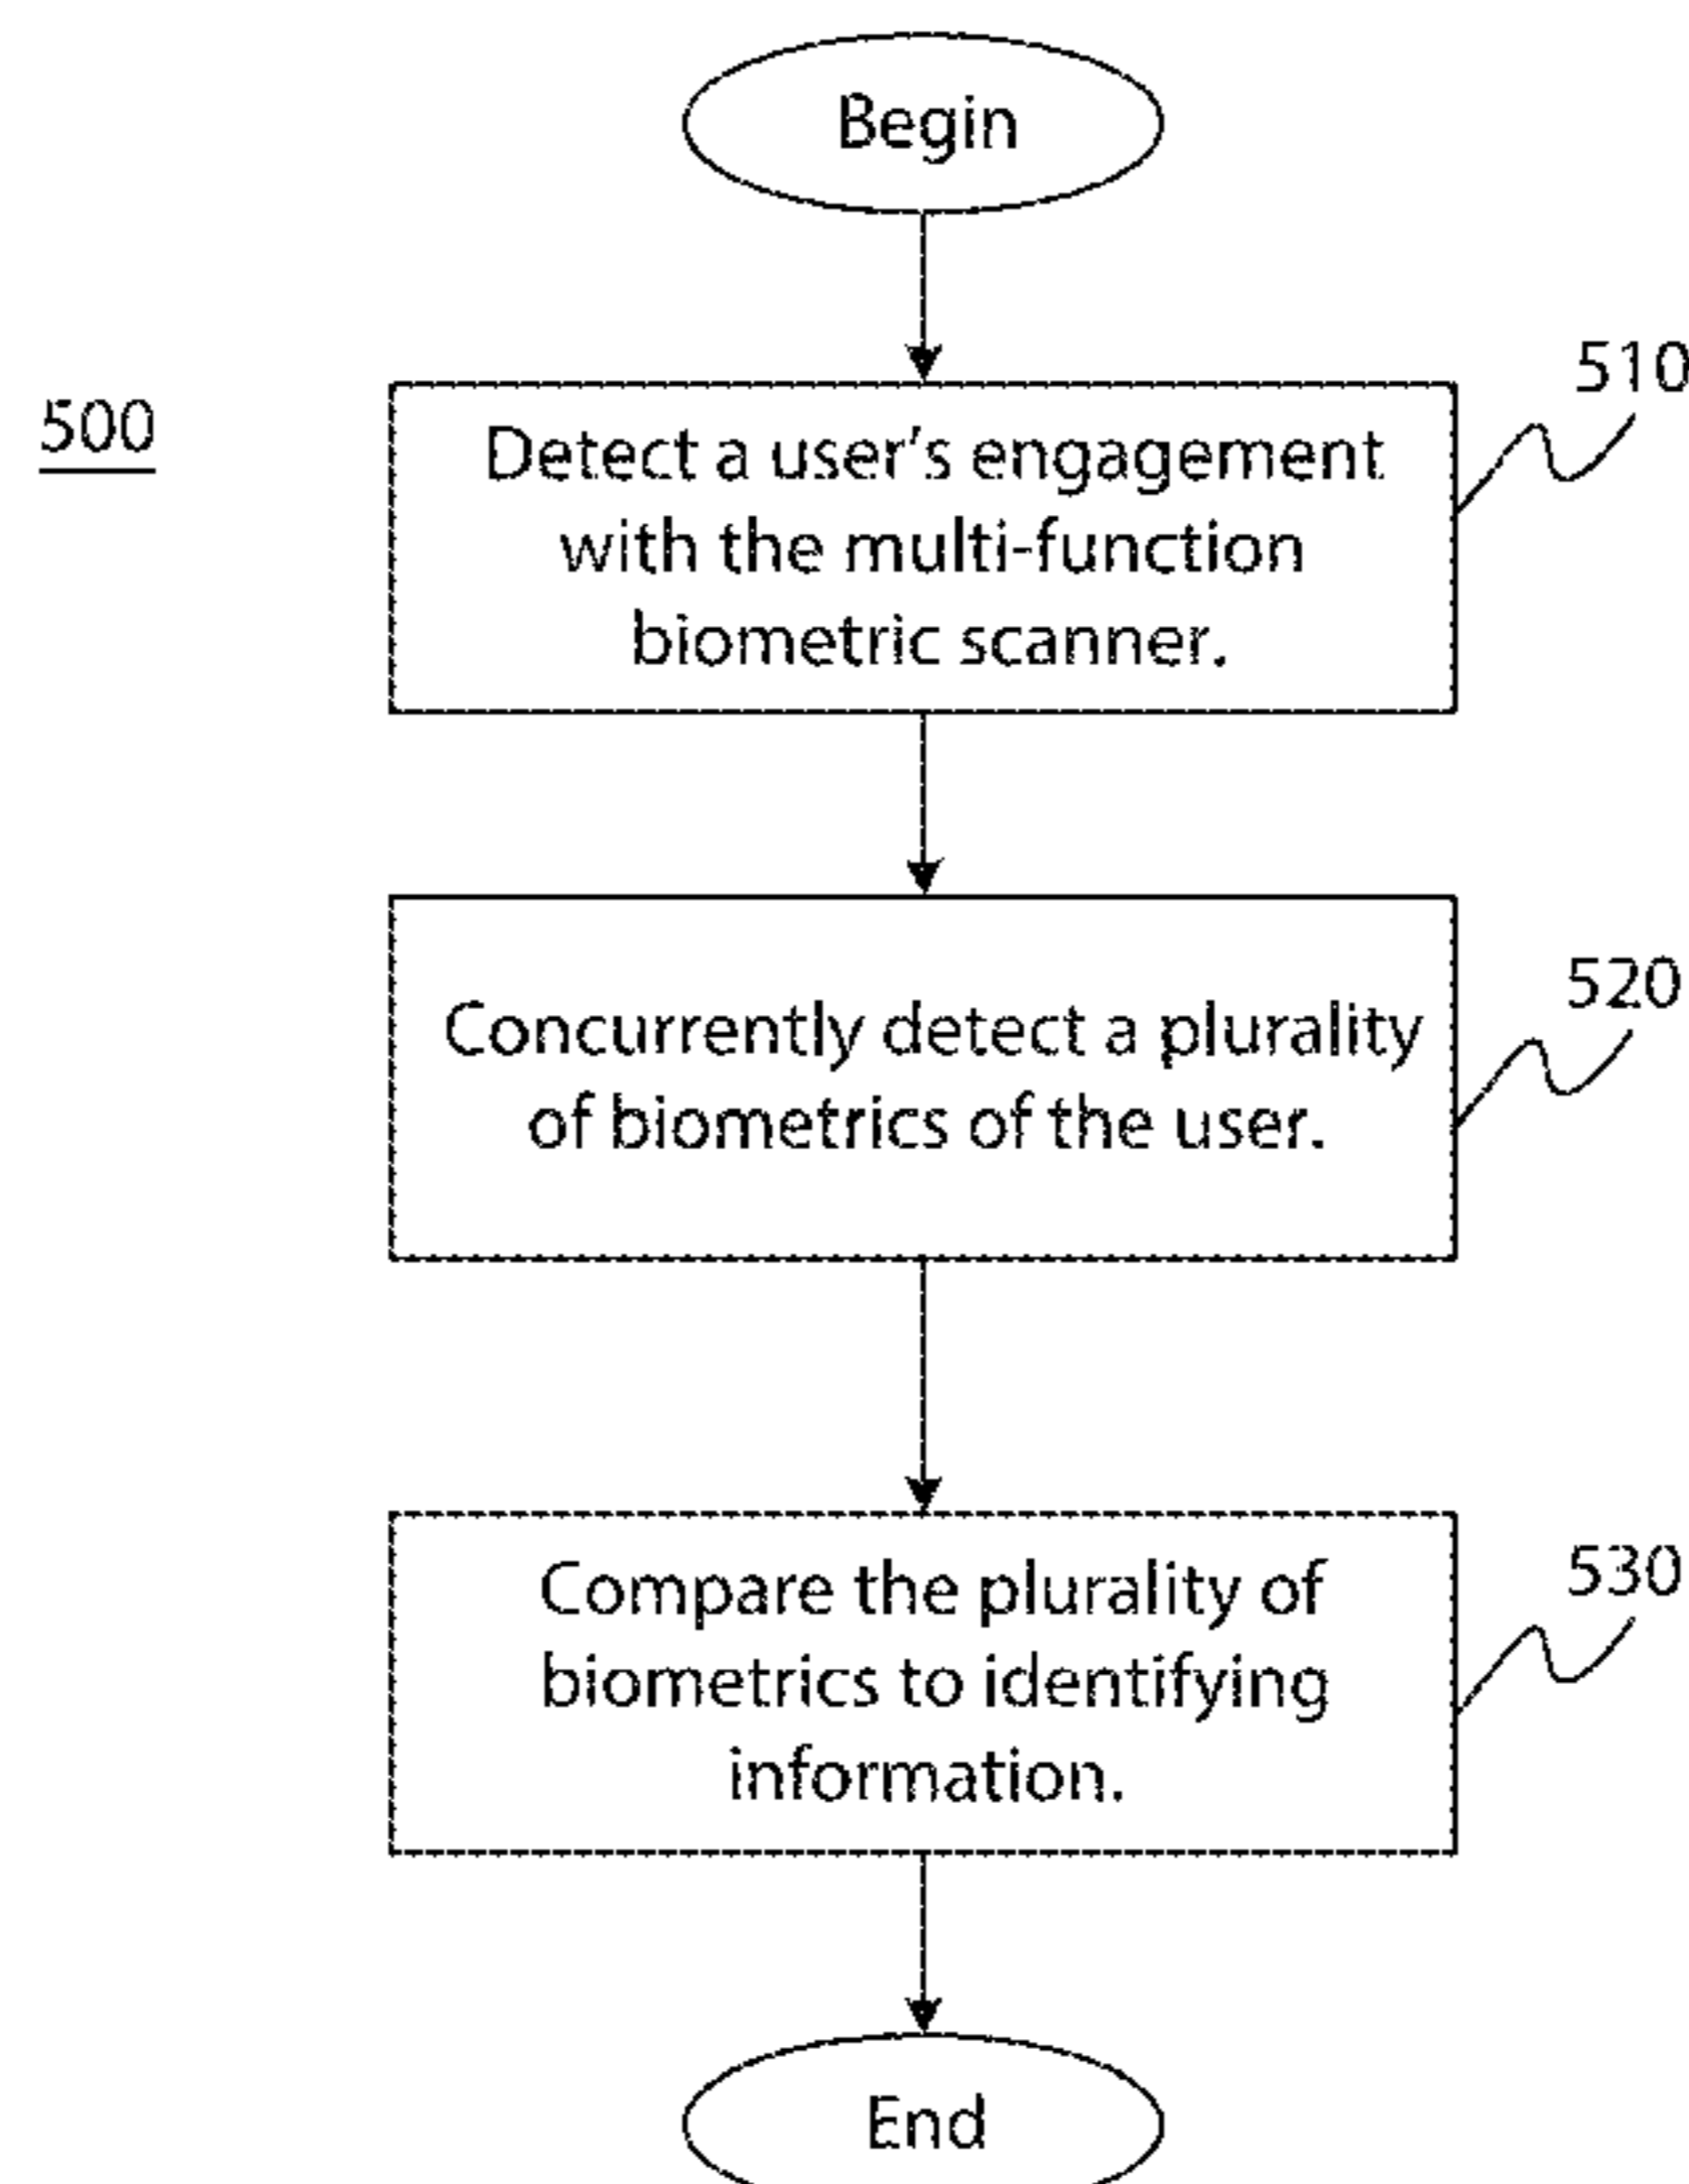 Begin
500
510
Detect a user's engagement
with the multi-function
biometric scanner.
520
Concurrently detect a plurality
of biometrics of the user.
530
Compare the plurality of
biometrics to identifying
information.
End